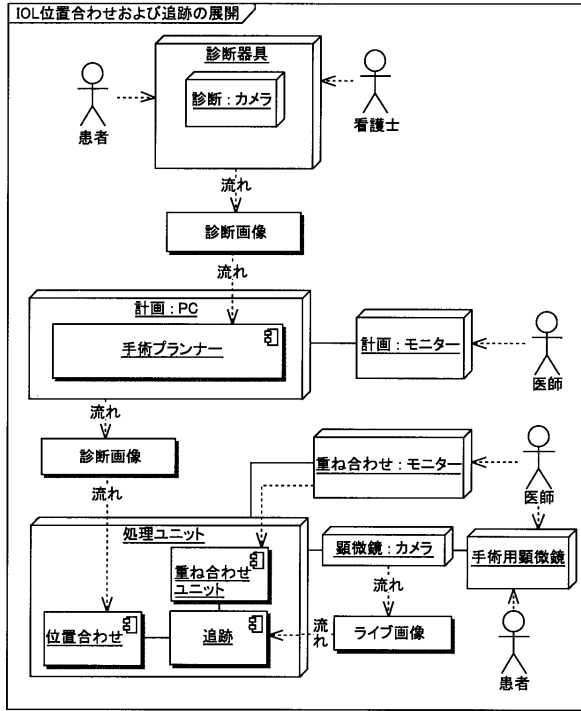 IOL位置合わせおよび追跡の展開
診断器具
診断：カメラ
患者
看護士
流れ
診断画像
流れ
計画：PC
手術プランナー
計画：モニター
医師
流れ
診断画像
重ね合わせ：モニター
医師
流れ
処理ユニット
顕微鏡：カメラ
手術用顕微鏡
重ね合わせ
ユニット
流れ
位置合わせ
追跡
流
れ
ライブ画像
患者